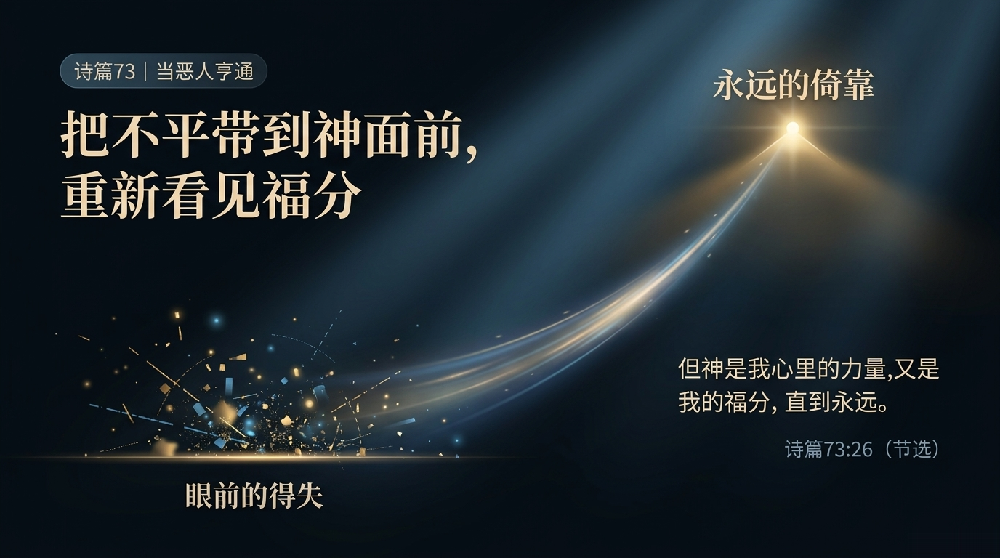 诗篇73｜当恶人亨通
把不平带到神面前，
重新看见福分
永远的倚靠
但神是我心里的力量,又是
我的福分, 直到永远。
诗篇73:26（节选）
眼前的得失